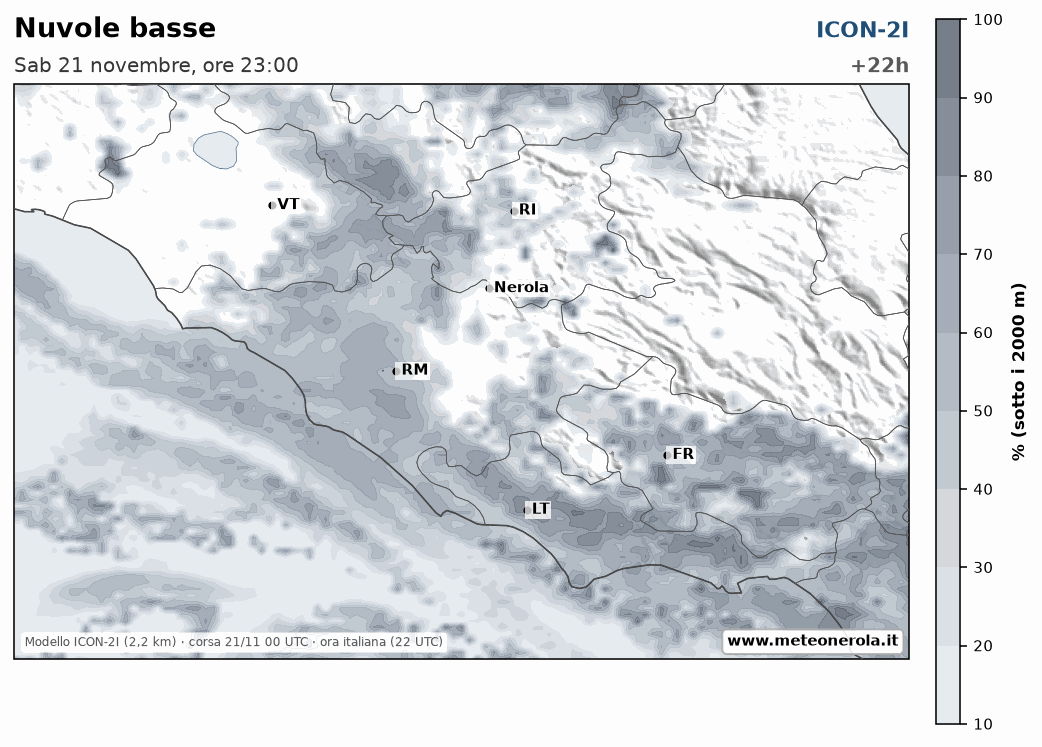 Nuvole basse
ICON-2I
Sab 21 novembre, ore 23:00
+22h
VT
RI
Nerola
RM
FR
LT
Modello ICON-2I (2,2 km) · corsa 21/11 00 UTC · ora italiana (22 UTC)
www.meteonerola.it
100
90
80
70
60
50
40
30
20
10
% (sotto i 2000 m)